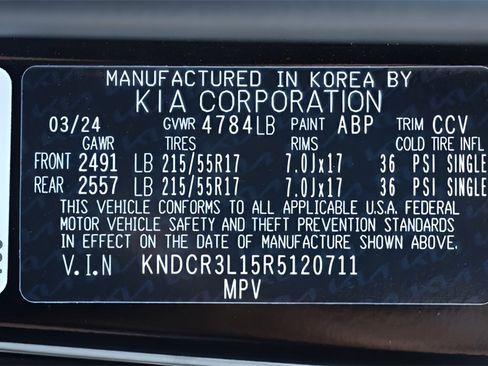 MANUFACTURED IN KOREA BY
KIA CORPORATION
03/24 GVWR 4784LB PAINT ABP TRIM CCV
GAWR TIRES RIMS COLD TIRE INFL
FRONT 2491 LB 215/55R17 7.0Jx17 36 PSI SINGLE
REAR 2557 LB 215/55R17 7.0Jx17 36 PSI SINGLE
THIS VEHICLE CONFORMS TO ALL APPLICABLE U.S.A. FEDERAL
MOTOR VEHICLE SAFETY AND THEFT PREVENTION STANDARDS
IN EFFECT ON THE DATE OF MANUFACTURE SHOWN ABOVE.
V.I.N KNDCR3L15R5120711
MPV